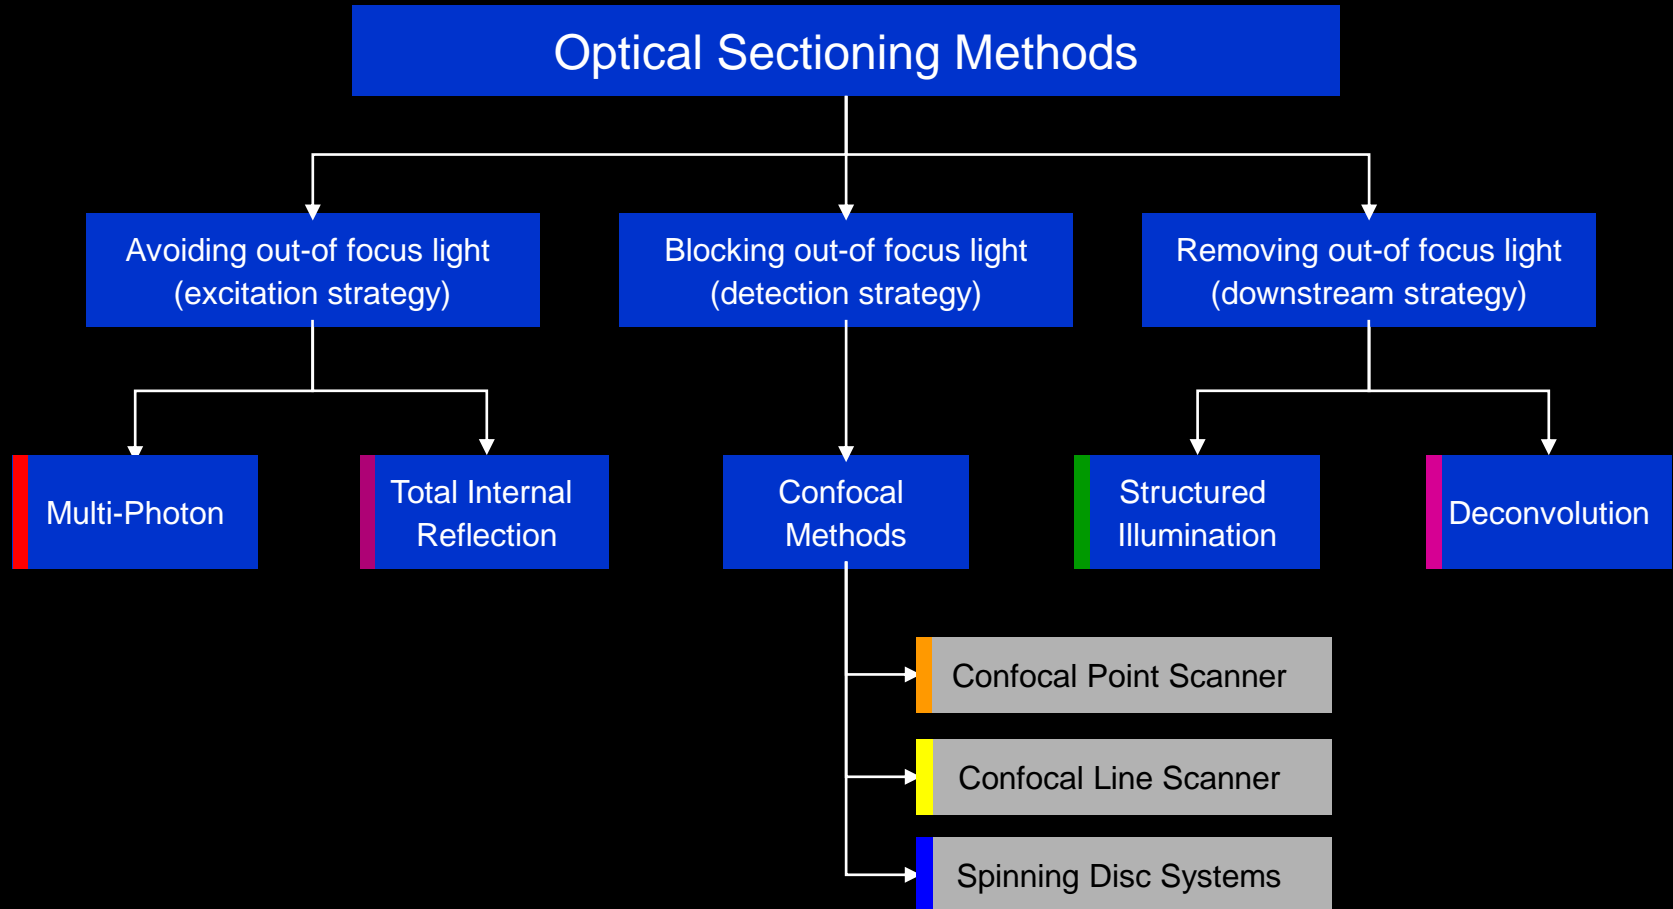 Optical Sectioning Methods
Avoiding out-of focus light
(excitation strategy)
Blocking out-of focus light
(detection strategy)
Removing out-of focus light
(downstream strategy)
Multi-Photon
Total Internal
Reflection
Confocal
Methods
Structured
Illumination
Deconvolution
Confocal Point Scanner
Confocal Line Scanner
Spinning Disc Systems